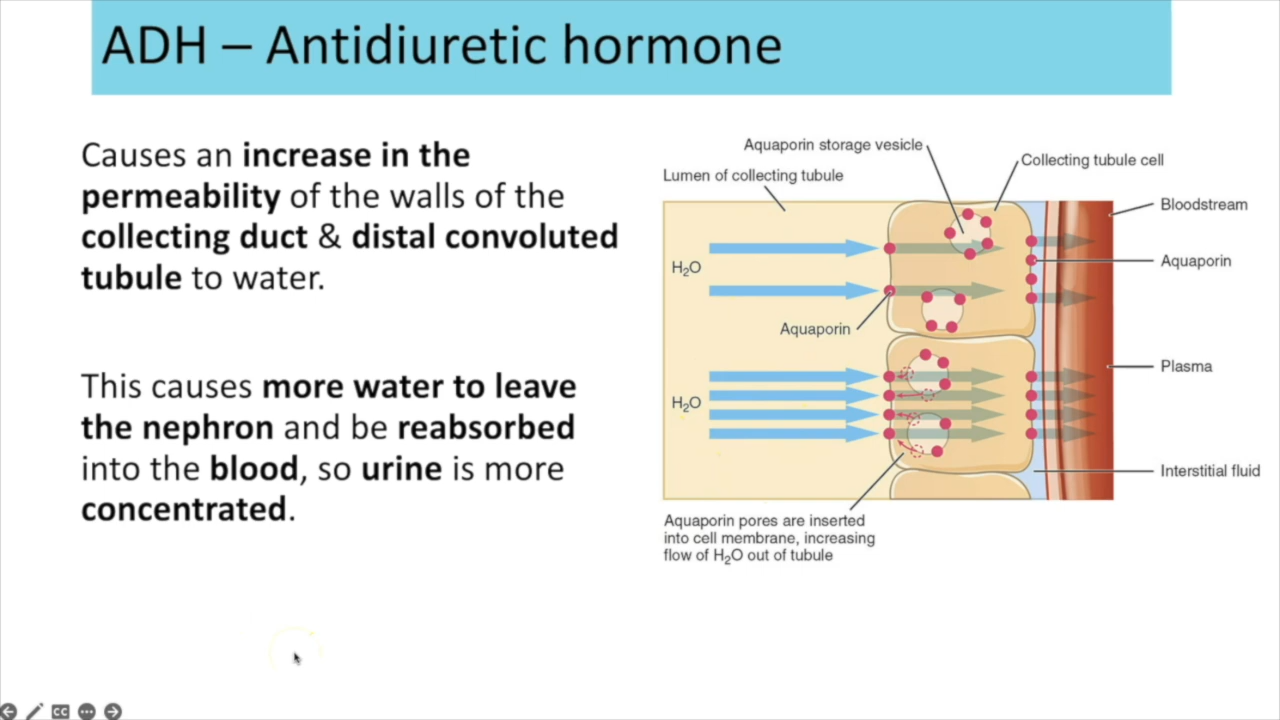 ADH – Antidiuretic hormone
Causes an increase in the
permeability of the walls of the
collecting duct & distal convoluted
tubule to water.
This causes more water to leave
the nephron and be reabsorbed
into the blood, so urine is more
concentrated.
Aquaporin storage vesicle
Collecting tubule cell
Lumen of collecting tubule
Bloodstream
H₂O
Aquaporin
Aquaporin
Plasma
H₂O
Interstitial fluid
Aquaporin pores are inserted
into cell membrane, increasing
flow of H₂O out of tubule
CC